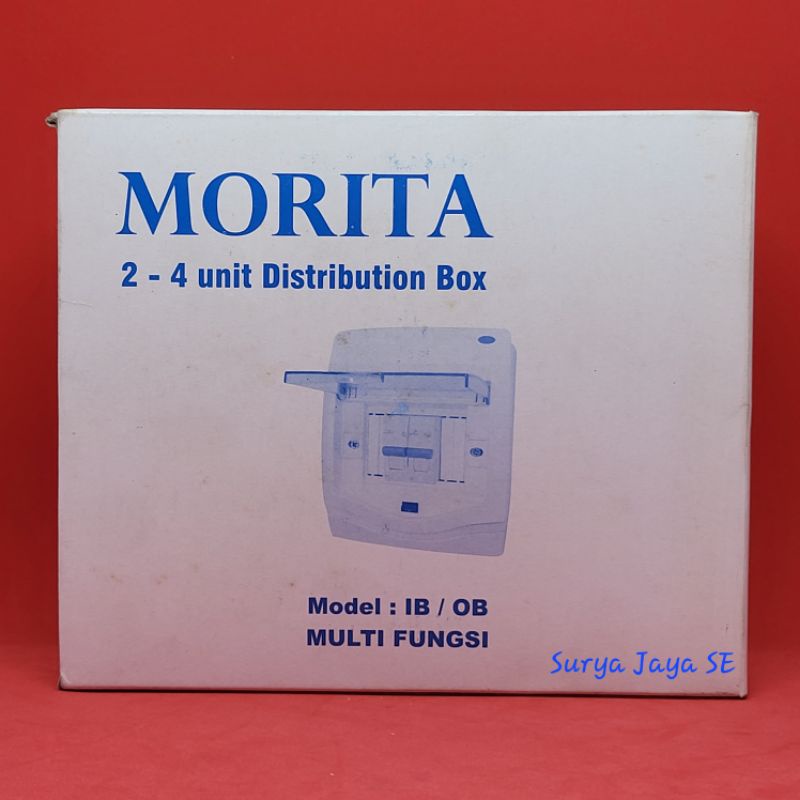 MORITA
2 - 4 unit Distribution Box
Model : IB / OB
MULTI FUNGSI
Surya Jaya SE